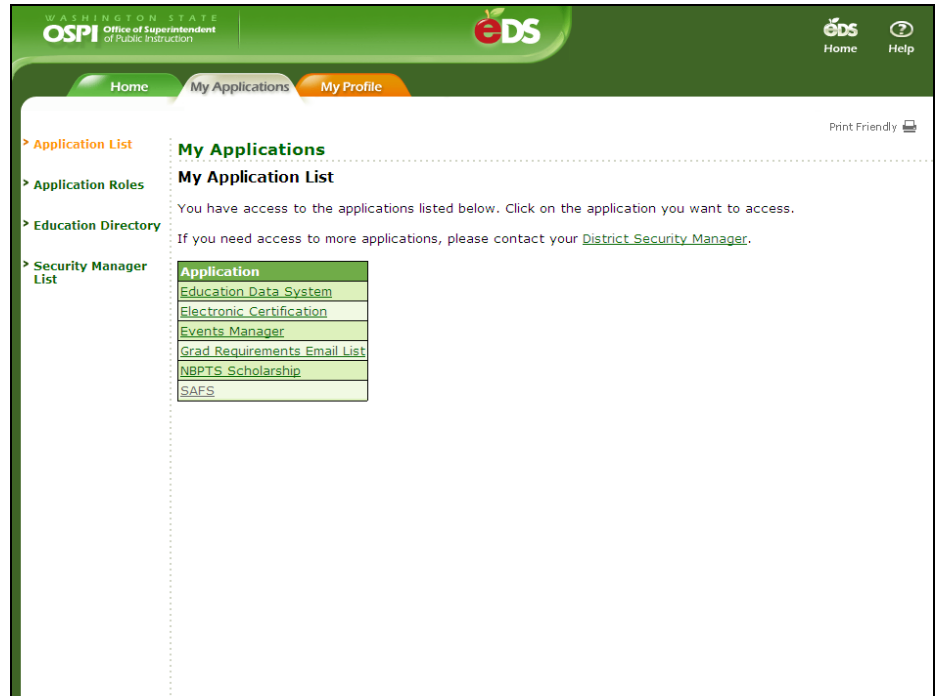 WASHINGTON STATE
OSPI Office of Superintendent
of Public Instruction
eDS
eDS
Home
Help
Home
My Applications
My Profile
Print Friendly
Application List
Application Roles
Education Directory
Security Manager
List
My Applications
My Application List
You have access to the applications listed below. Click on the application you want to access.
If you need access to more applications, please contact your District Security Manager.
Application
Education Data System
Electronic Certification
Events Manager
Grad Requirements Email List
NBPTS Scholarship
SAFS